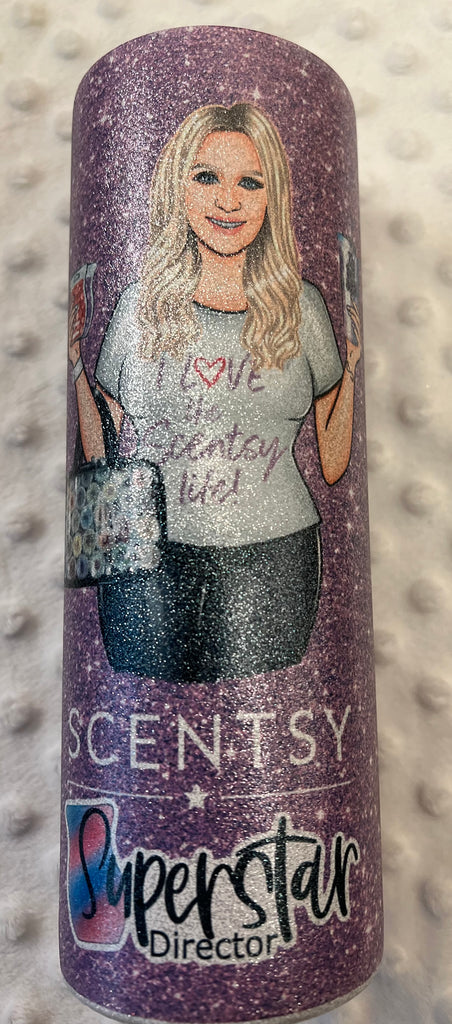 I LOVE
the
Scentsy
life!
SCENTSY
Superstar
Director